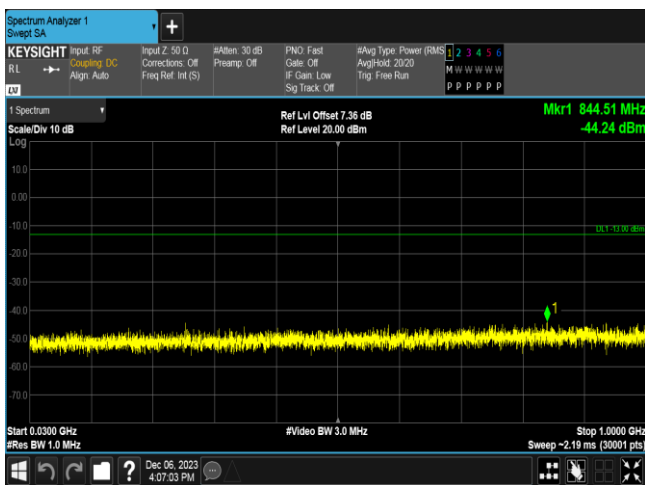 Spectrum Analyzer 1
Swept SA
+
KEYSIGHT Input: RF Input Z: 50 Ω #Atten: 30 dB PNO: Fast #Avg Type: Power (RMS 1 2 3 4 5 6
RL Coupling: DC Corrections: Off Preamp: Off Gate: Off Avg|Hold: 20/20 M W W W W W
Align: Auto Freq Ref: Int (S) IF Gain: Low Trig: Free Run P P P P P P
LV Sig Track: Off
1 Spectrum Ref Lvl Offset 7.36 dB Mkr1 844.51 MHz
Scale/Div 10 dB Ref Level 20.00 dBm -44.24 dBm
Log
10.0
0.00
-10.0
DL1 -13.00 dBm
-20.0
-30.0
-40.0
1
-50.0
-60.0
-70.0
Start 0.0300 GHz #Video BW 3.0 MHz Stop 1.0000 GHz
#Res BW 1.0 MHz Sweep ~2.19 ms (30001 pts)
? Dec 06, 2023
4:07:03 PM